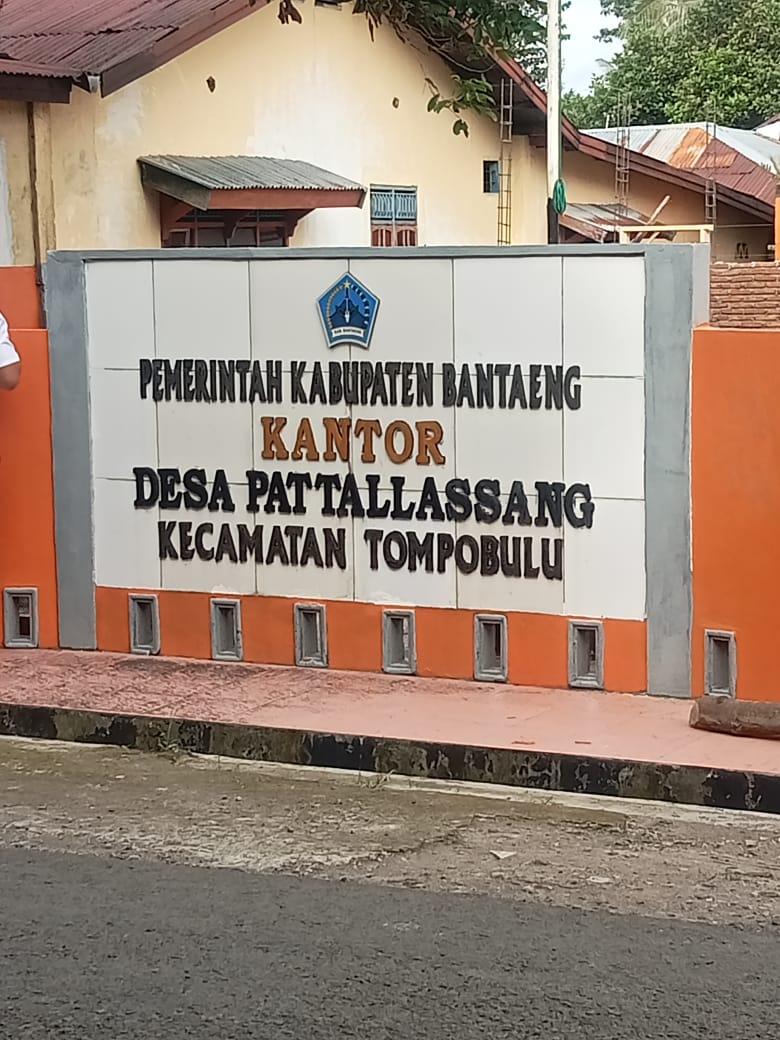 PEMERINTAH KABUPATEN BANTAENG
KANTOR
DESA PATTALLASSANG
KECAMATAN TOMPOBULU